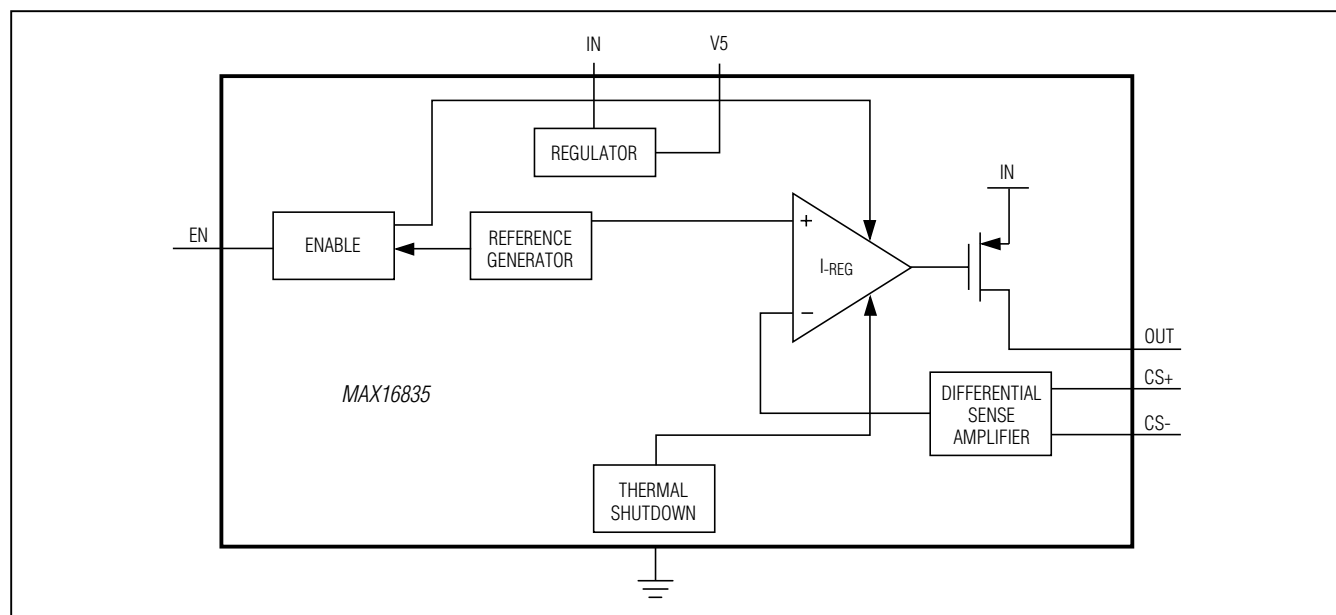 IN
V5
REGULATOR
IN
EN
ENABLE
REFERENCE
GENERATOR
+
I-REG
−
OUT
CS+
CS-
DIFFERENTIAL
SENSE
AMPLIFIER
MAX16835
THERMAL
SHUTDOWN